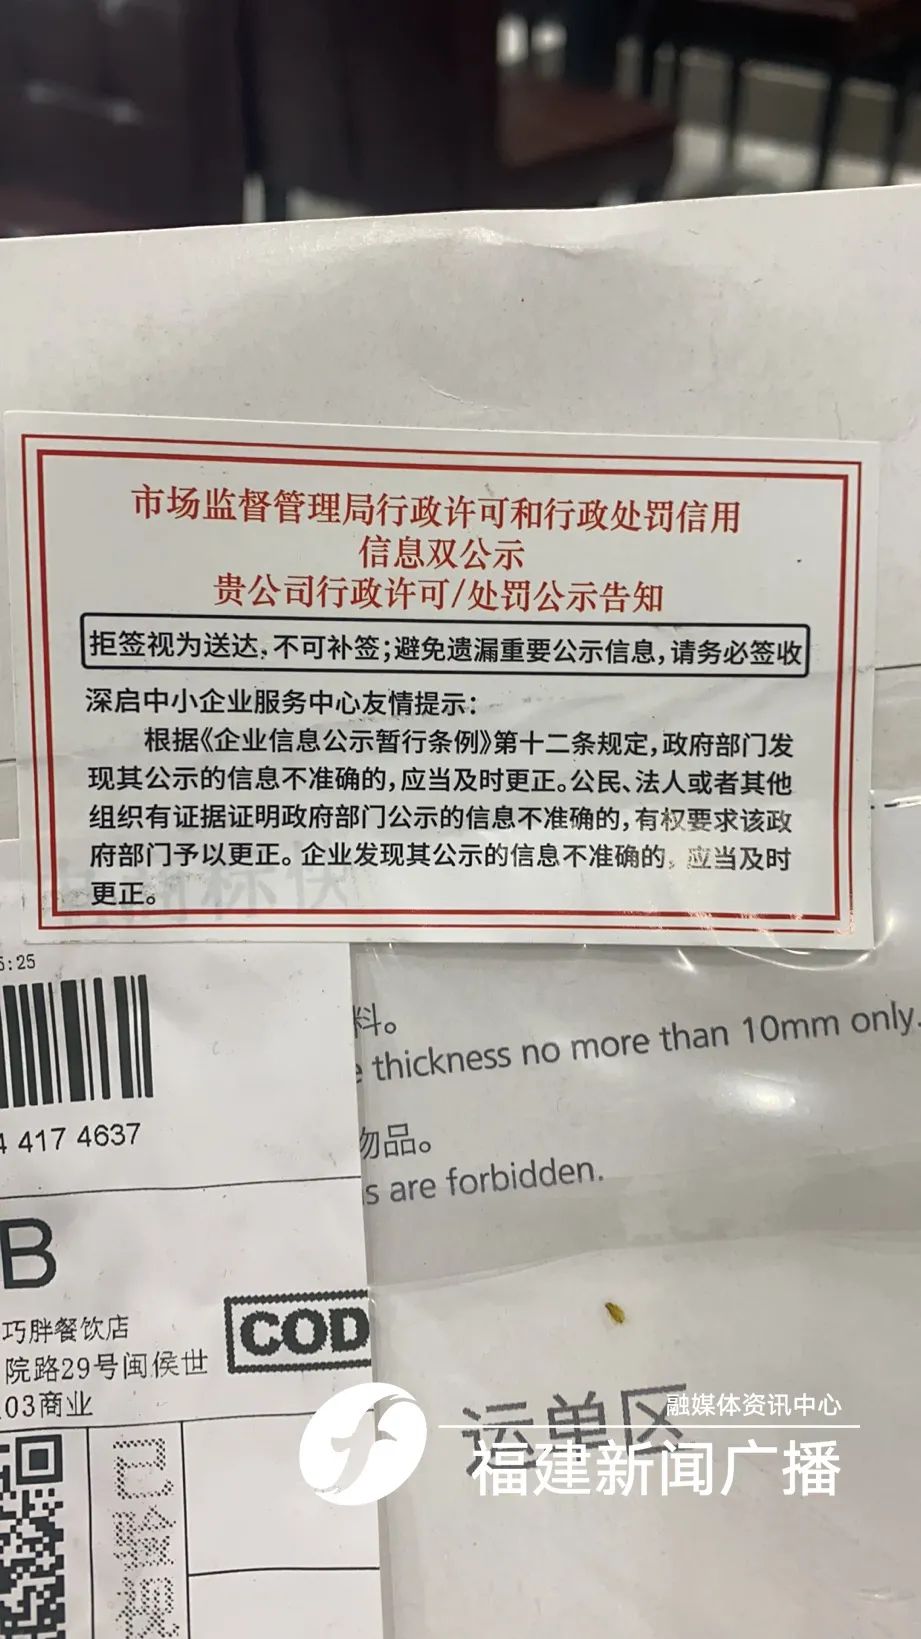 市场监督管理局行政许可和行政处罚信用
信息双公示
贵公司行政许可/处罚公示告知
拒签视为送达,不可补签;避免遗漏重要公示信息,请务必签收
深启中小企业服务中心友情提示:
根据《企业信息公示暂行条例》第十二条规定,政府部门发
现其公示的信息不准确的,应当及时更正。公民、法人或者其他
组织有证据证明政府部门公示的信息不准确的,有权要求该政
府部门予以更正。企业发现其公示的信息不准确的,应当及时
更正。
:25
料。
thickness no more than 10mm only.
417 4637
物品。
are forbidden.
B
巧胖餐饮店
COD
院路29号闽侯世
03商业
已验视
运单区
融媒体资讯中心
福建新闻广播